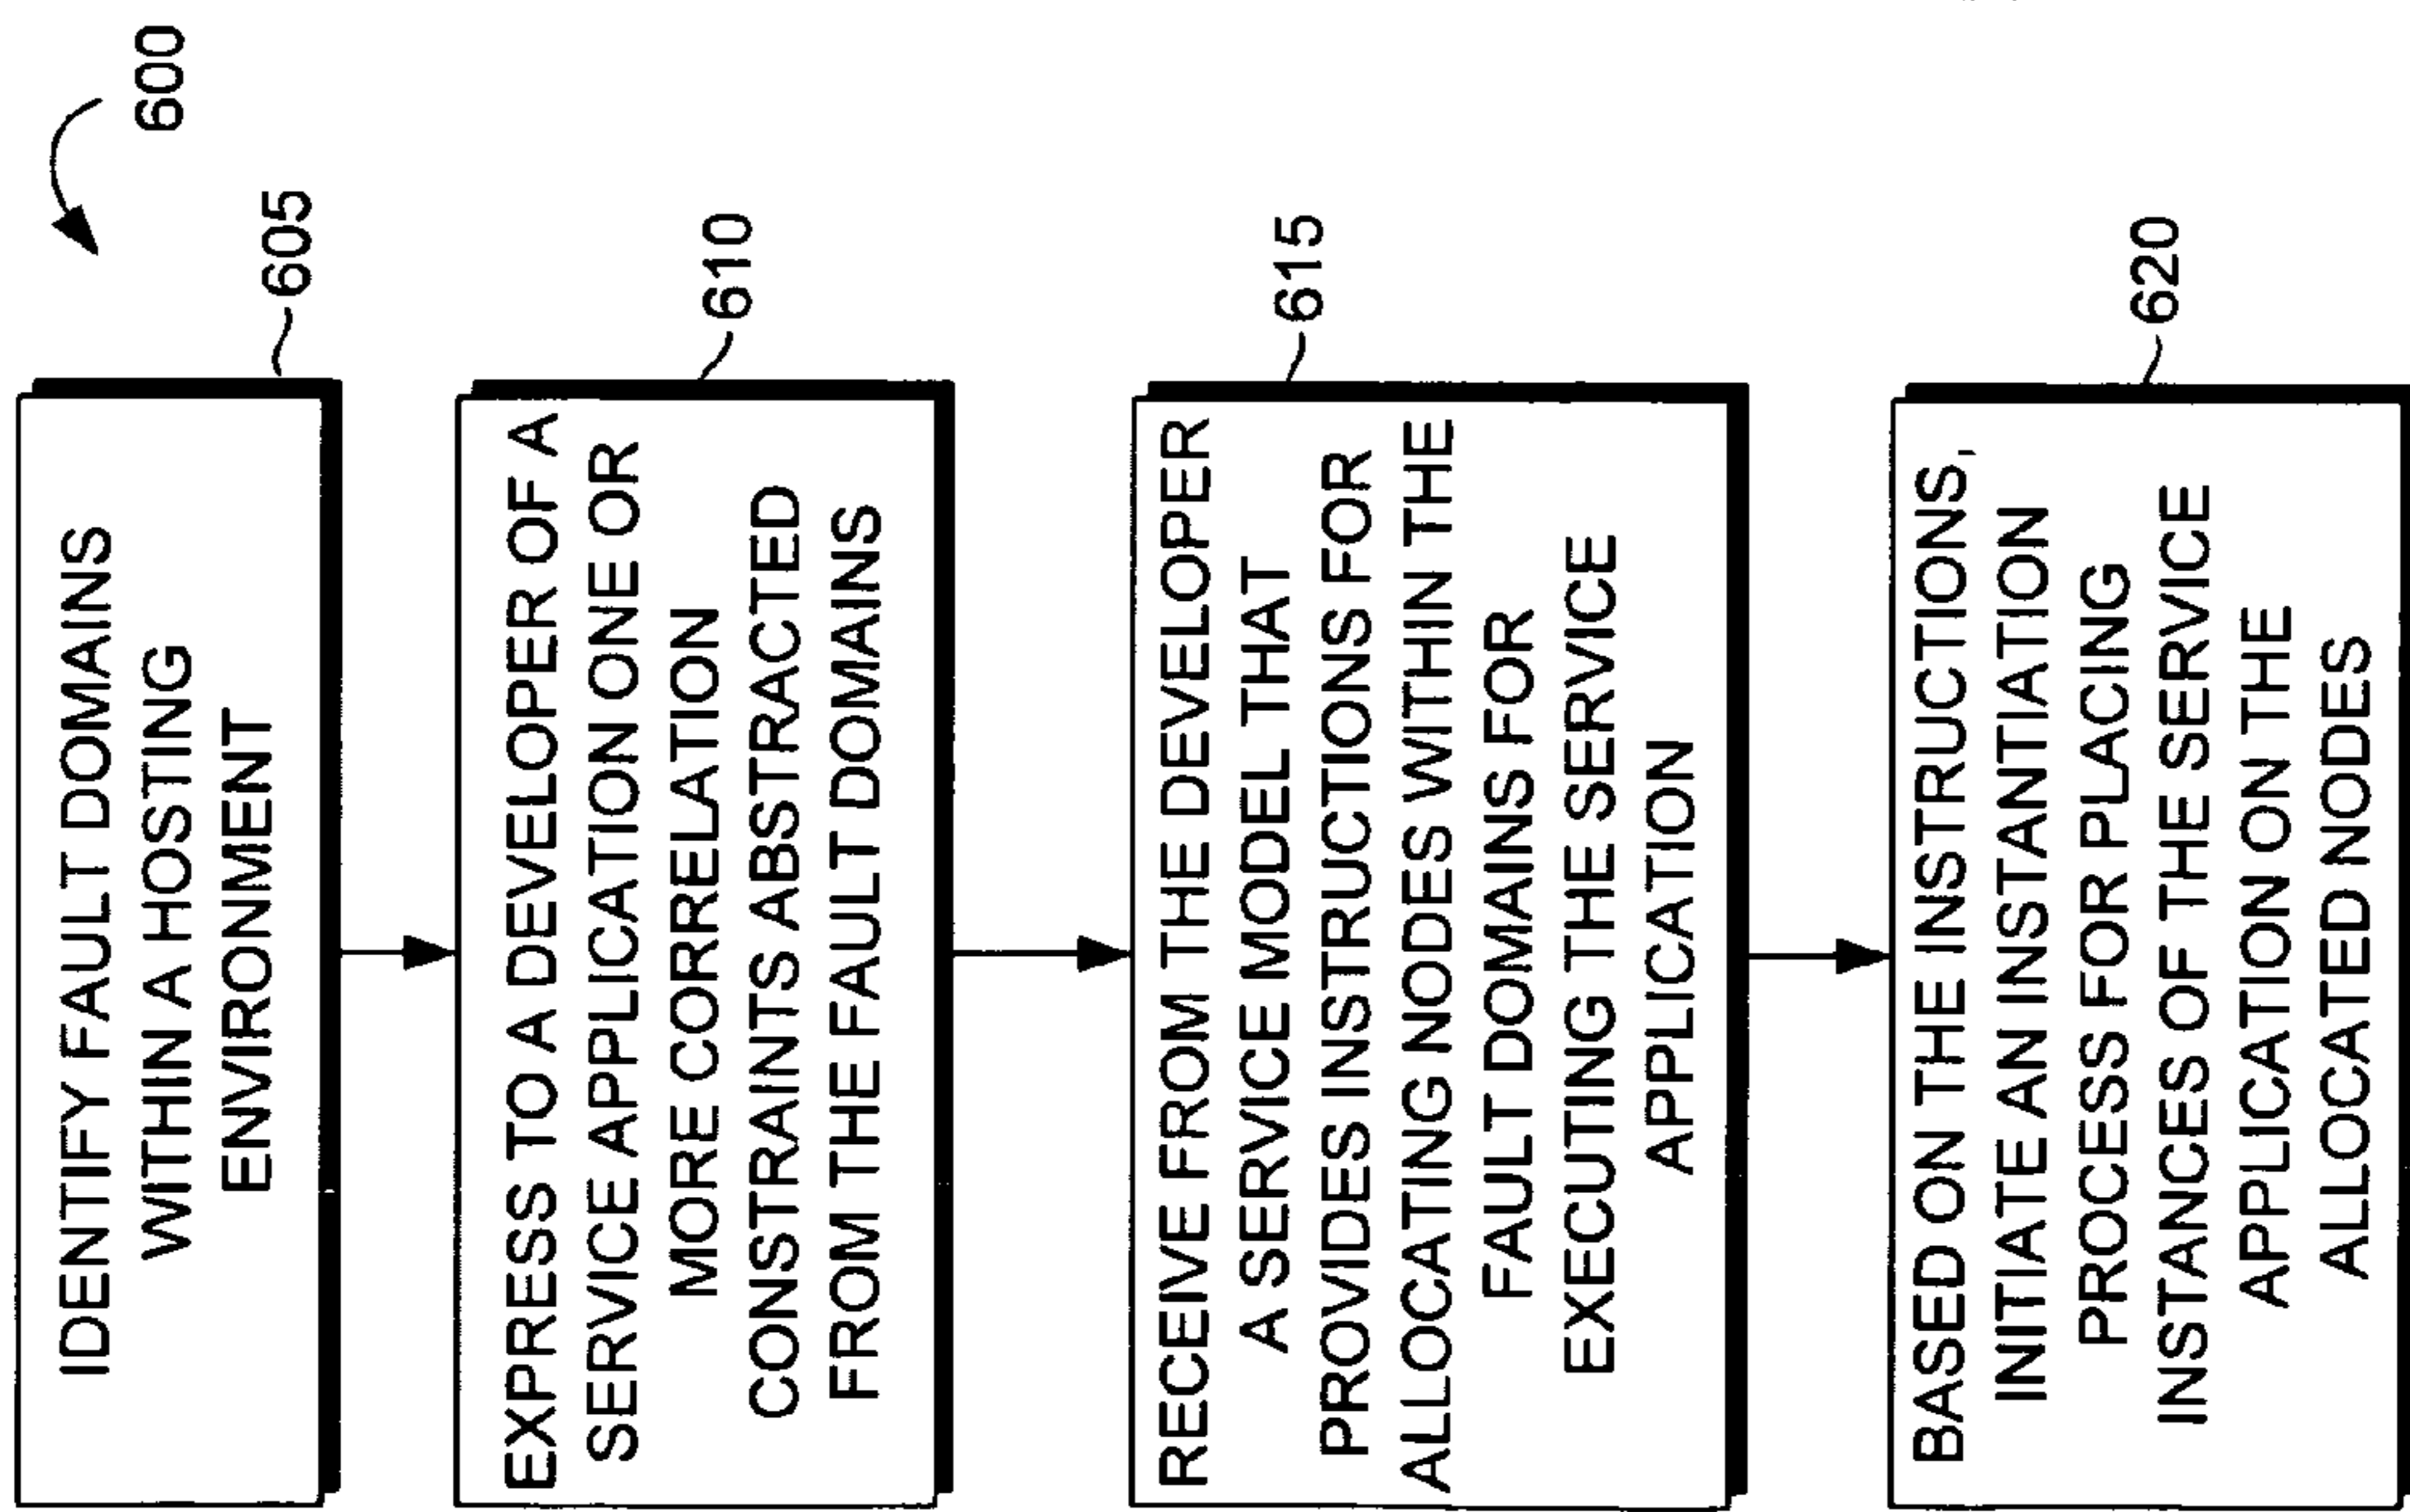 600
605
IDENTIFY FAULT DOMAINS
WITHIN A HOSTING
ENVIRONMENT
610
EXPRESS TO A DEVELOPER OF A
SERVICE APPLICATION ONE OR
MORE CORRELATION
CONSTRAINTS ABSTRACTED
FROM THE FAULT DOMAINS
615
RECEIVE FROM THE DEVELOPER
A SERVICE MODEL THAT
PROVIDES INSTRUCTIONS FOR
ALLOCATING NODES WITHIN THE
FAULT DOMAINS FOR
EXECUTING THE SERVICE
APPLICATION
620
BASED ON THE INSTRUCTIONS,
INITIATE AN INSTANTIATION
PROCESS FOR PLACING
INSTANCES OF THE SERVICE
APPLICATION ON THE
ALLOCATED NODES